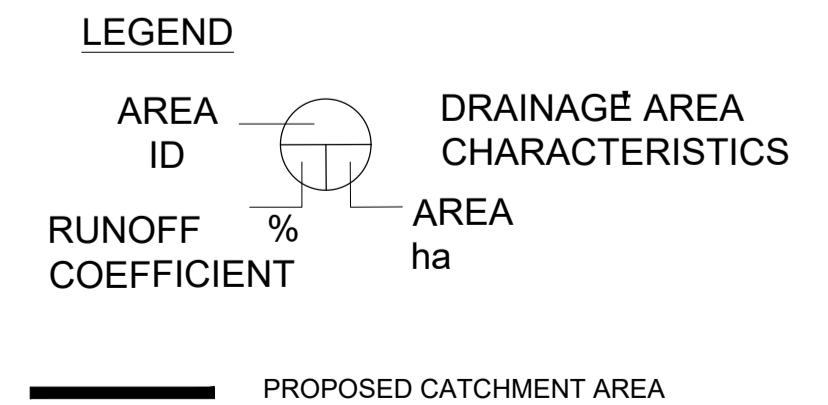 LEGEND
AREA
ID
DRAINAGE AREA
CHARACTERISTICS
RUNOFF %
COEFFICIENT
AREA
ha
PROPOSED CATCHMENT AREA